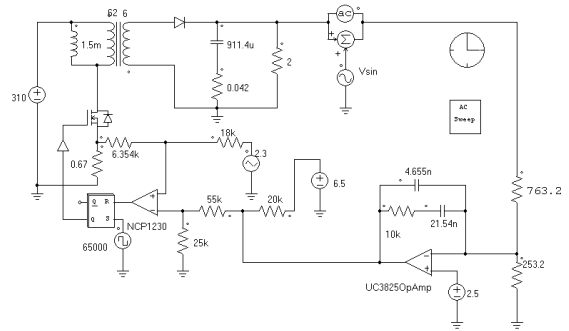 62 6
1.5m
911.4u
0.042
2
ac
Σ
Vsin
AC
Sweep
310
0.67
6.354k
18k
2.3
6.5
55k
20k
25k
NCP1230
Q R
Q S
65000
4.655n
10k
21.54n
UC3825OpAmp
2.5
763.2
253.2